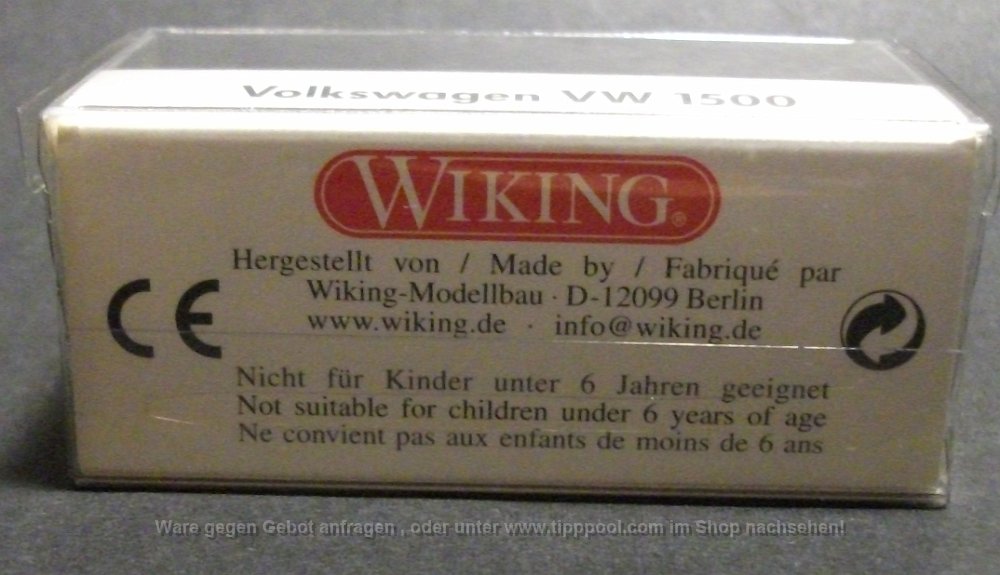 Volkswagen VW 1500
WIKING®
Hergestellt von / Made by / Fabriqué par
Wiking-Modellbau · D-12099 Berlin
www.wiking.de · info@wiking.de
CE
Nicht für Kinder unter 6 Jahren geeignet
Not suitable for children under 6 years of age
Ne convient pas aux enfants de moins de 6 ans
Ware gegen Gebot anfragen , oder unter www.tipppool.com im Shop nachsehen!